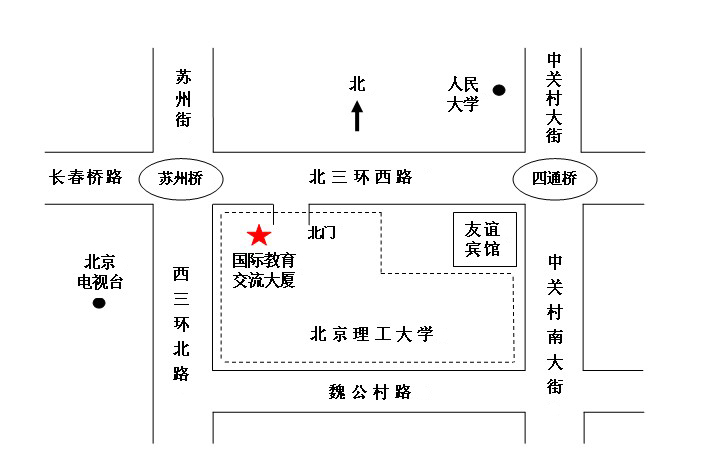 苏州街
北
人民
大学
中关村大街
长春桥路
苏州桥
北三环西路
四通桥
北门
友谊
宾馆
国际教育
交流大厦
北京
电视台
西三环北路
北京理工大学
中关村南大街
魏公村路